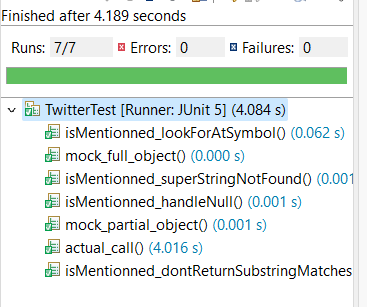 Finished after 4.189 seconds
Runs: 7/7 Errors: 0 Failures: 0
TwitterTest [Runner: JUnit 5] (4.084 s)
isMentionned_lookForAtSymbol() (0.062 s)
mock_full_object() (0.000 s)
isMentionned_superStringNotFound() (0.001
isMentionned_handleNull() (0.001 s)
mock_partial_object() (0.001 s)
actual_call() (4.016 s)
isMentionned_dontReturnSubstringMatches